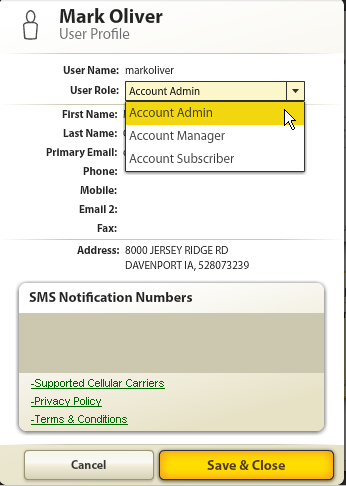 Mark Oliver
User Profile
User Name: markoliver
User Role: Account Admin
Account Admin
Account Manager
Account Subscriber
First Name:
Last Name:
Primary Email:
Phone:
Mobile:
Email 2:
Fax:
Address: 8000 JERSEY RIDGE RD
DAVENPORT IA, 528073239
SMS Notification Numbers
-Supported Cellular Carriers
-Privacy Policy
-Terms & Conditions
Cancel Save & Close